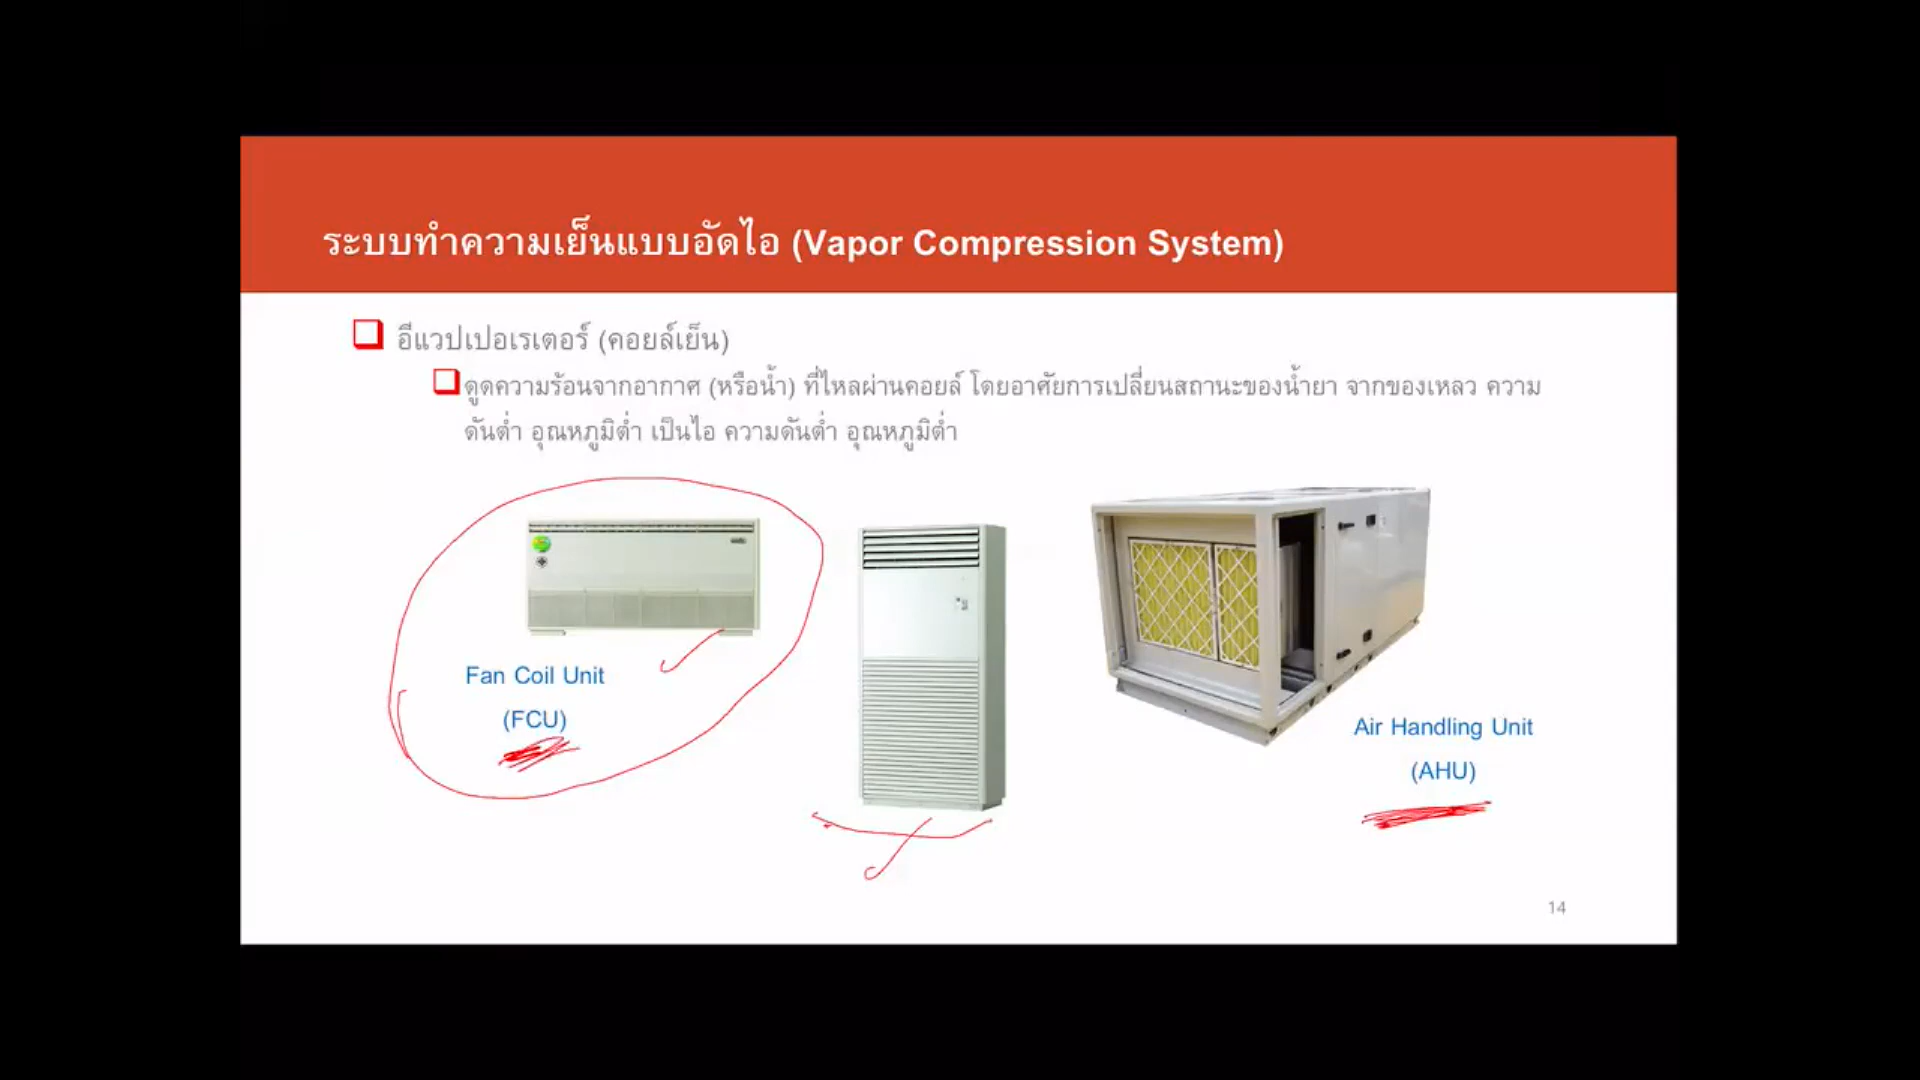 ระบบทำความเย็นแบบอัดไอ (Vapor Compression System)
อีแวปเปอเรเตอร์ (คอยล์เย็น)
ดูดความร้อนจากอากาศ (หรือน้ำ) ที่ไหลผ่านคอยล์ โดยอาศัยการเปลี่ยนสถานะของน้ำยา จากของเหลว ความ
ดันต่ำ อุณหภูมิต่ำ เป็นไอ ความดันต่ำ อุณหภูมิต่ำ
Fan Coil Unit
(FCU)
Air Handling Unit
(AHU)
14